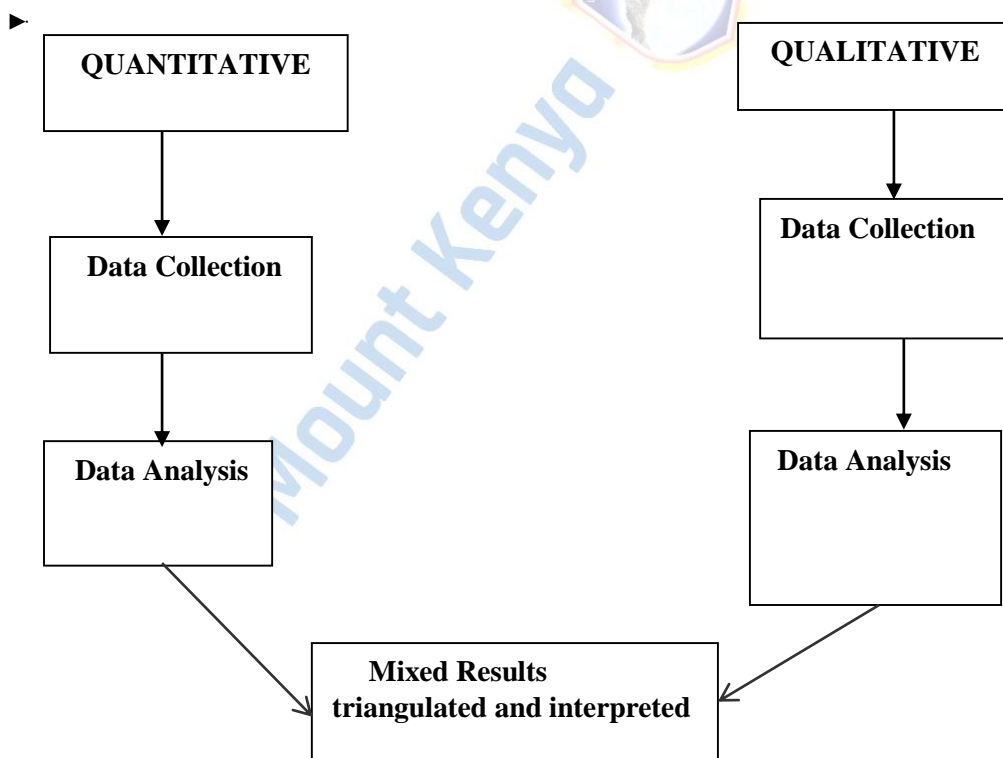 QUANTITATIVE
Data Collection
Data Analysis
QUALITATIVE
Data Collection
Data Analysis
Mixed Results
triangulated and interpreted
Mount Kenya